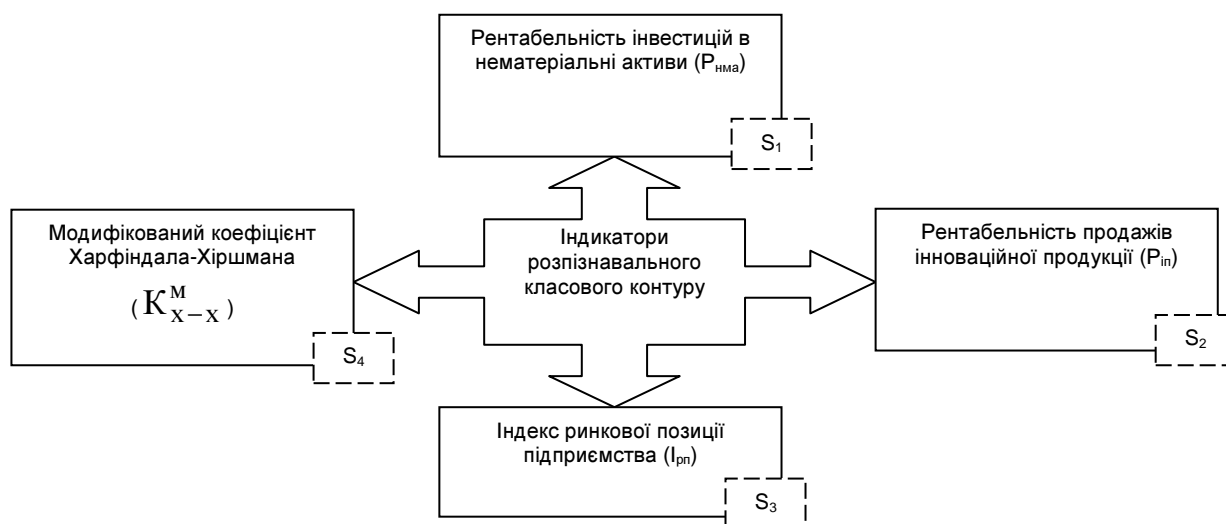 Рентабельність інвестицій в
нематеріальні активи (Рнма)
S1
Модифікований коефіцієнт
Харфіндала-Хіршмана
(Kмх–х)
S4
Індикатори
розпізнавального
класового контуру
Рентабельність продажів
інноваційної продукції (Ріп)
S2
Індекс ринкової позиції
підприємства (Ірп)
S3